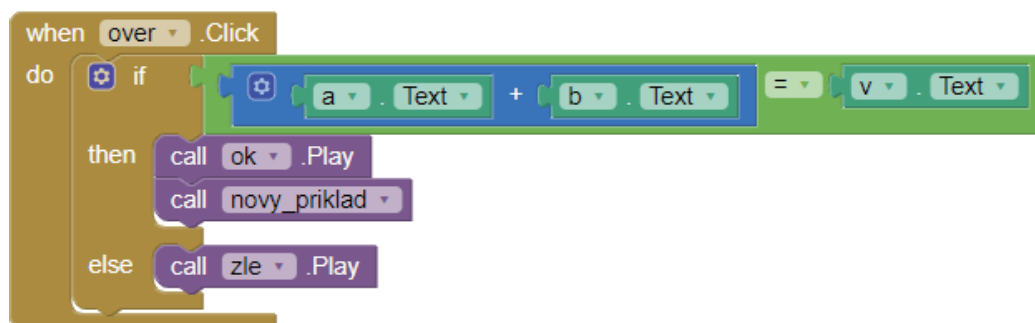 when over .Click
do if a . Text + b . Text = v . Text
then call ok .Play
call novy_priklad
else call zle .Play